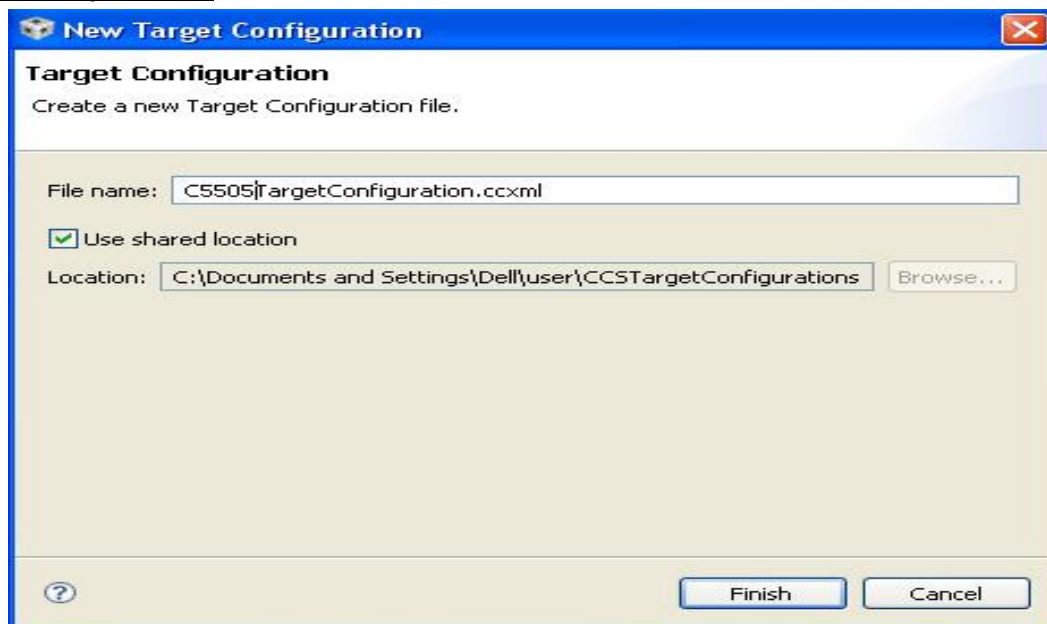 New Target Configuration
Target Configuration
Create a new Target Configuration file.
File name: C5505TargetConfiguration.ccxml
Use shared location
Location: C:\Documents and Settings\Dell\user\CCSTargetConfigurations Browse...
? Finish Cancel